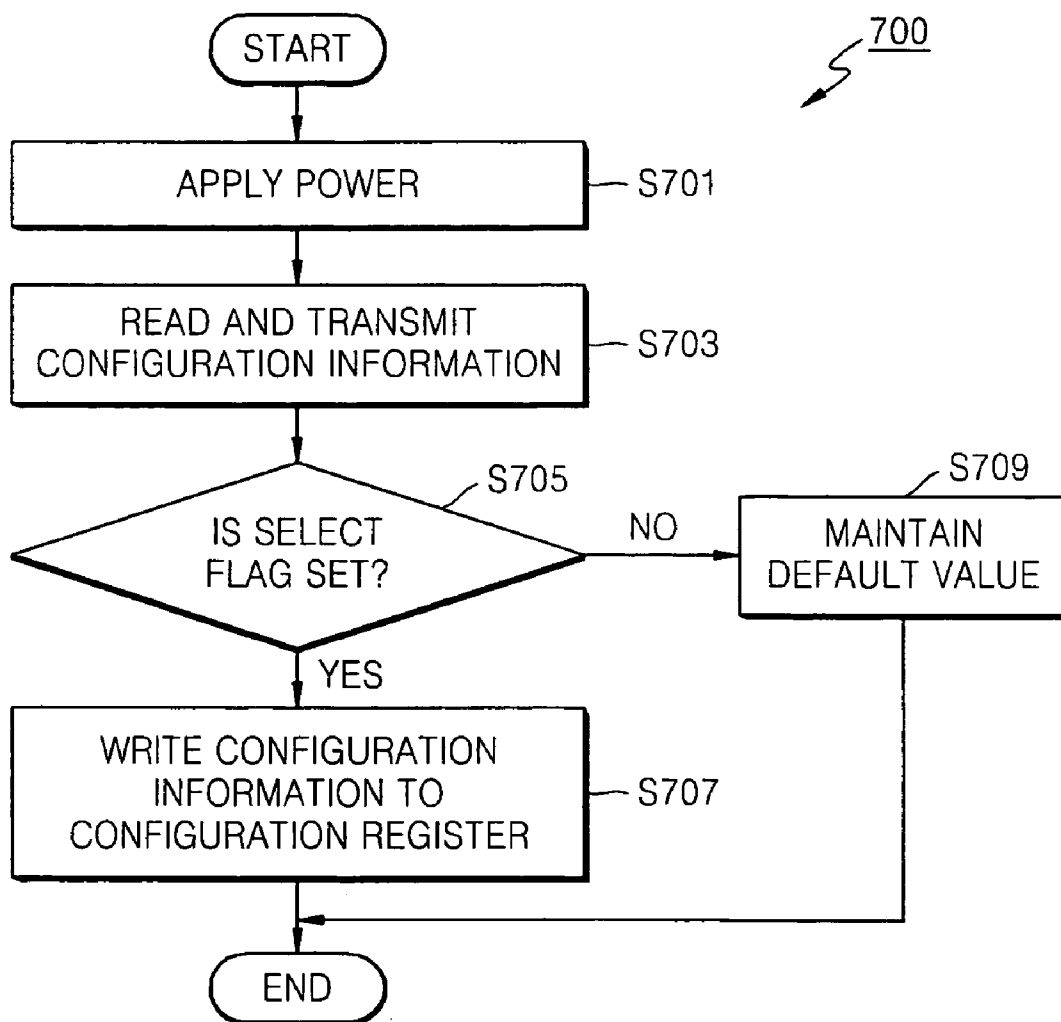 START
700
APPLY POWER
S701
READ AND TRANSMIT
CONFIGURATION INFORMATION
S703
IS SELECT
FLAG SET?
S705
NO
S709
MAINTAIN
DEFAULT VALUE
YES
WRITE CONFIGURATION
INFORMATION TO
CONFIGURATION REGISTER
S707
END